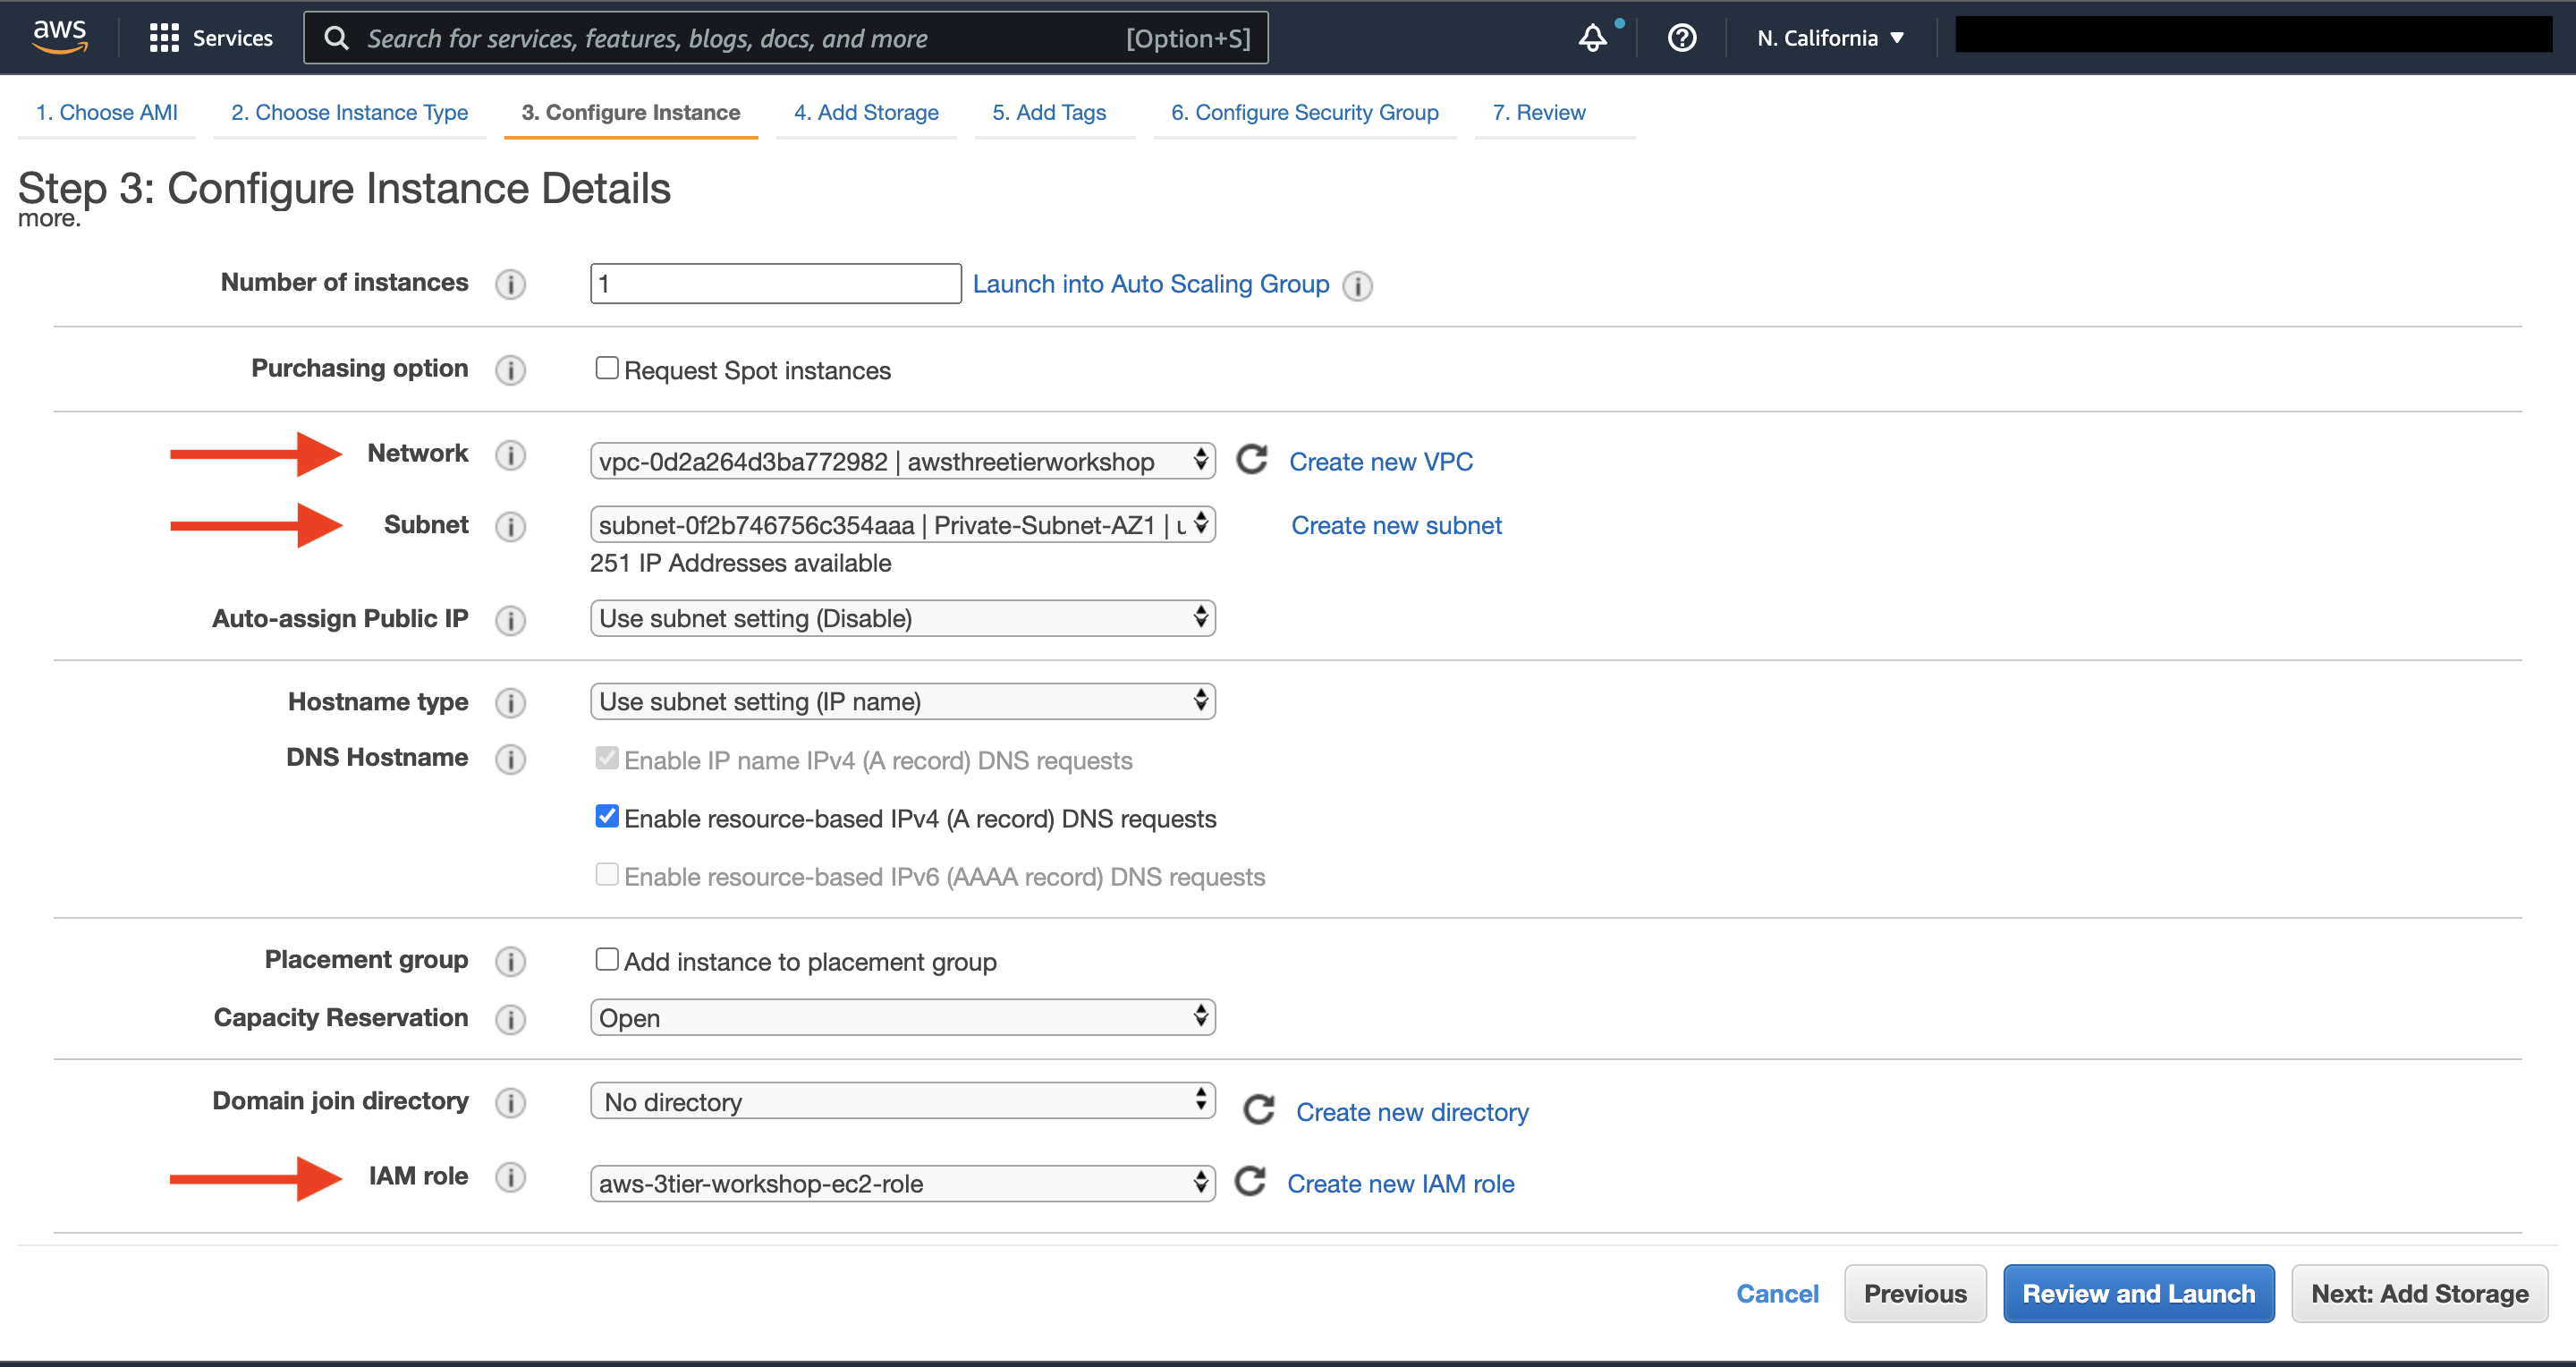 aws Services Search for services, features, blogs, docs, and more [Option+S] N. California
1. Choose AMI 2. Choose Instance Type 3. Configure Instance 4. Add Storage 5. Add Tags 6. Configure Security Group 7. Review
Step 3: Configure Instance Details
more.
Number of instances 1 Launch into Auto Scaling Group
Purchasing option Request Spot instances
Network vpc-0d2a264d3ba772982 | awsthreetierworkshop Create new VPC
Subnet subnet-0f2b746756c354aaa | Private-Subnet-AZ1 | u Create new subnet
251 IP Addresses available
Auto-assign Public IP Use subnet setting (Disable)
Hostname type Use subnet setting (IP name)
DNS Hostname Enable IP name IPv4 (A record) DNS requests
Enable resource-based IPv4 (A record) DNS requests
Enable resource-based IPv6 (AAAA record) DNS requests
Placement group Add instance to placement group
Capacity Reservation Open
Domain join directory No directory Create new directory
IAM role aws-3tier-workshop-ec2-role Create new IAM role
Cancel Previous Review and Launch Next: Add Storage